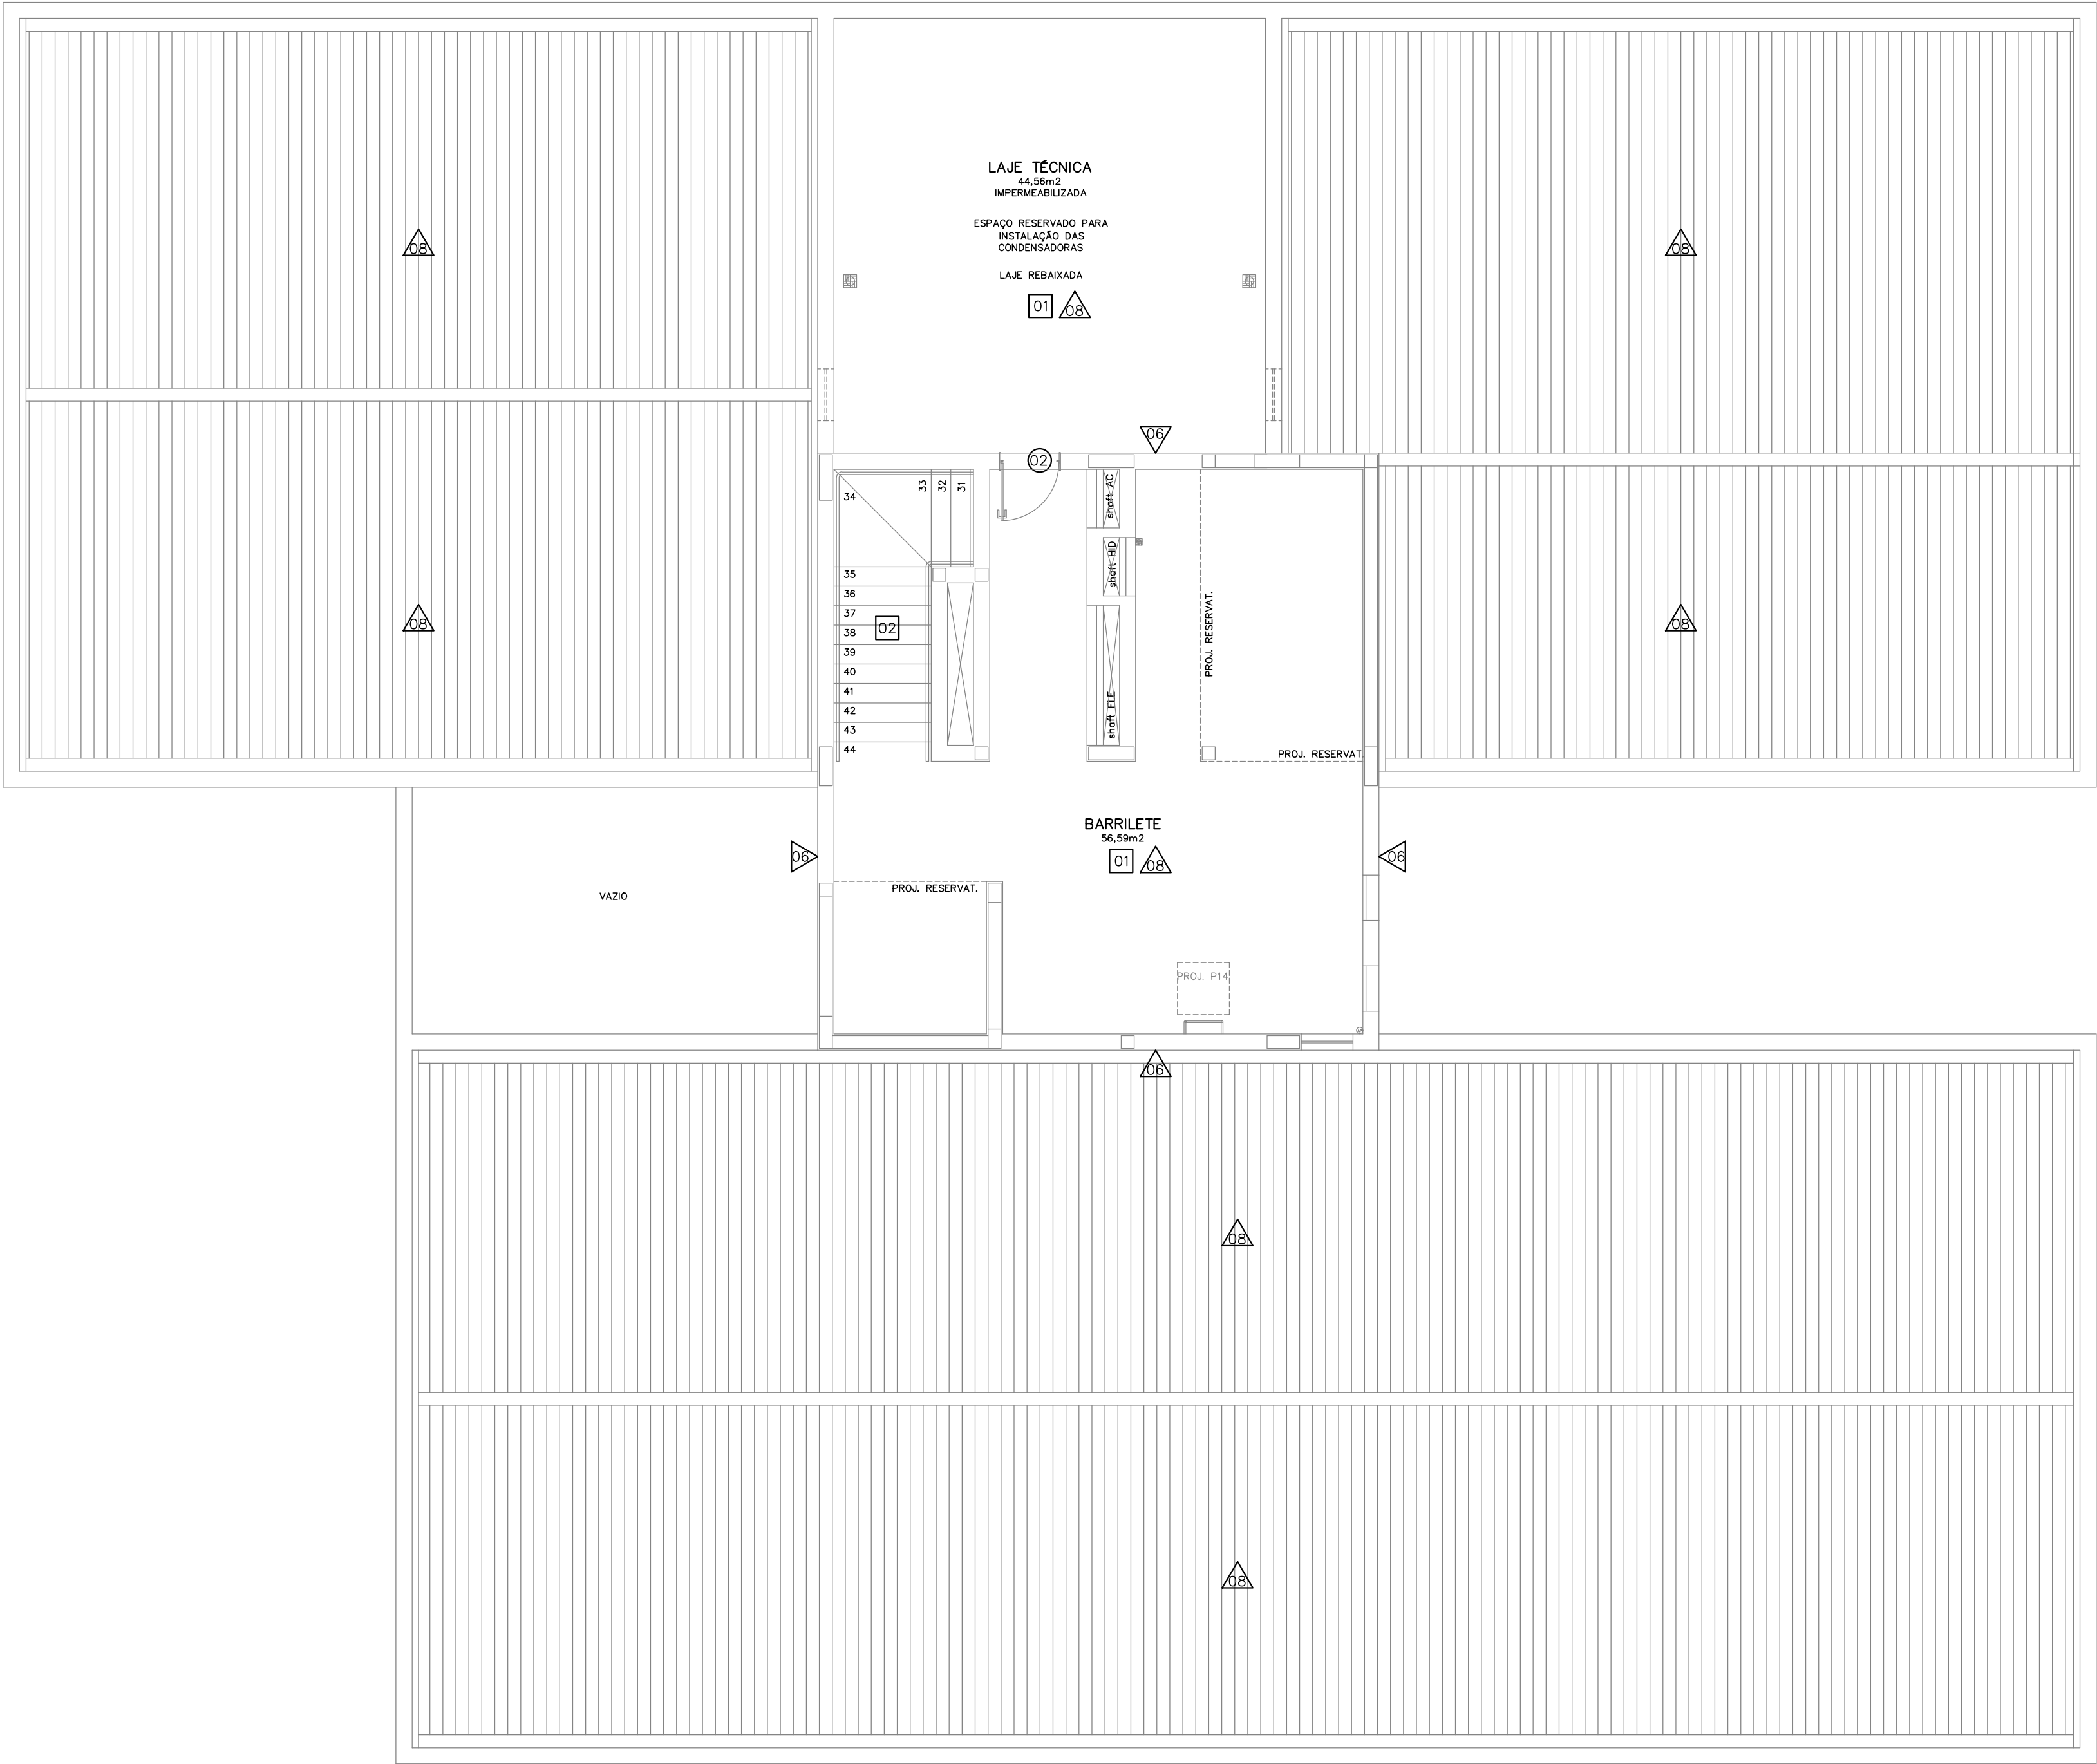 LAJE TÉCNICA
44,56m2
IMPERMEABILIZADA
ESPAÇO RESERVADO PARA
INSTALAÇÃO DAS
CONDENSADORAS
LAJE REBAIXADA
01
08
08
08
06
02
34
33
32
31
shaft AC
shaft HID
shaft ELE
35
36
37
38
39
40
41
42
43
44
02
08
08
PROJ. RESERVAT.
PROJ. RESERVAT.
BARRILETE
56,59m2
01
08
06
06
VAZIO
PROJ. RESERVAT.
PROJ. P14
06
08
08